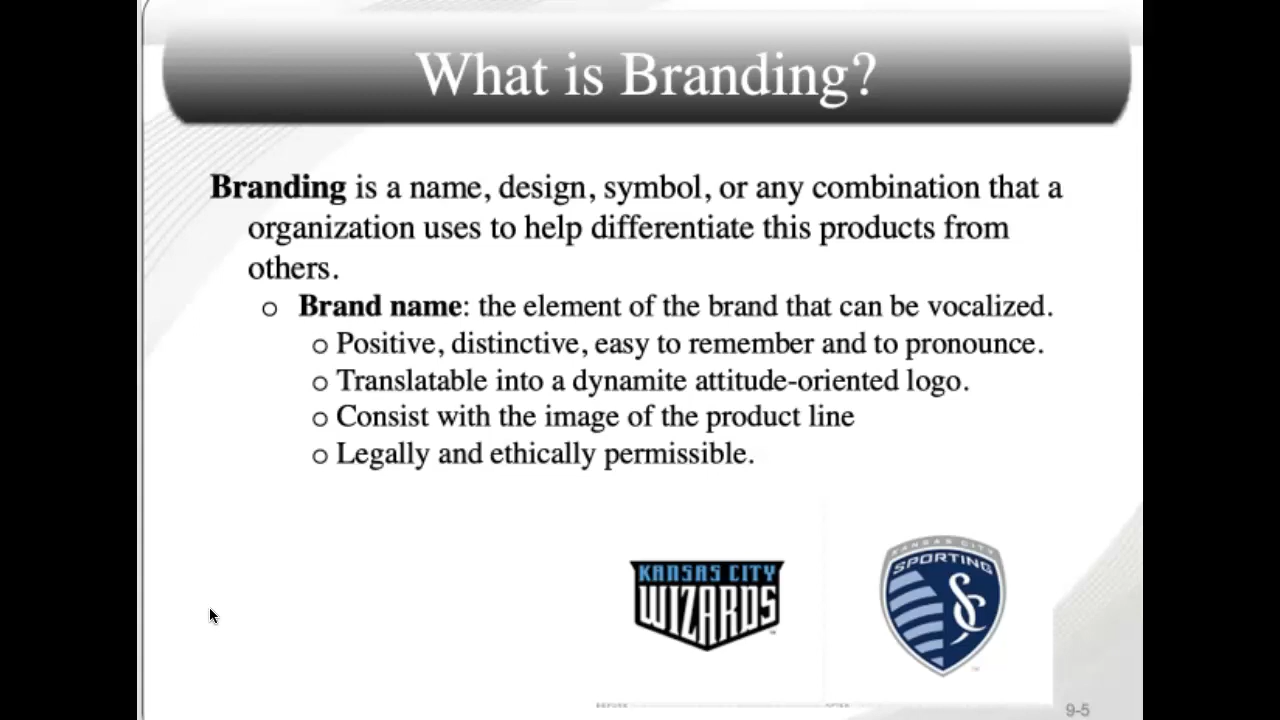 What is Branding?
Branding is a name, design, symbol, or any combination that a
organization uses to help differentiate this products from
others.
o Brand name: the element of the brand that can be vocalized.
o Positive, distinctive, easy to remember and to pronounce.
o Translatable into a dynamite attitude-oriented logo.
o Consist with the image of the product line
o Legally and ethically permissible.
KANSAS CITY
WIZARDS
KANSAS CITY
SPORTING
SC
9-5